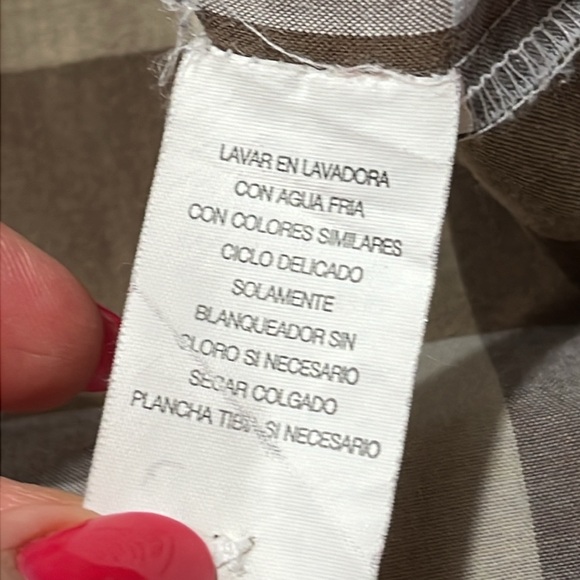 LAVAR EN LAVADORA
CON AGUA FRIA
CON COLORES SIMILARES
CICLO DELICADO
SOLAMENTE
BLANQUEADOR SIN
CLORO SI NECESARIO
SECAR COLGADO
PLANCHA TIBIA SI NECESARIO